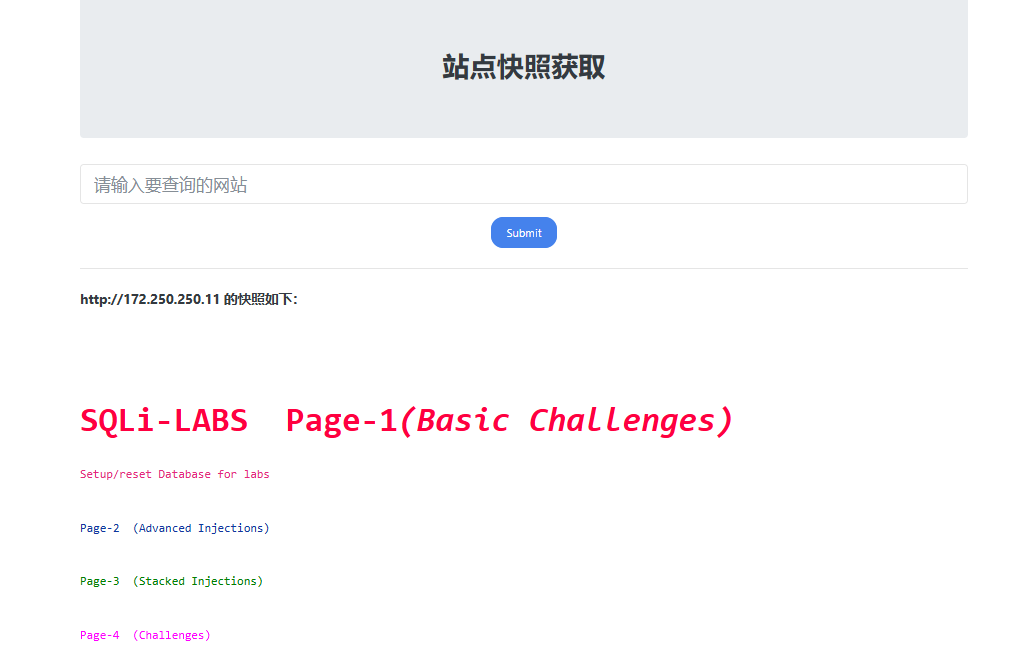 站点快照获取
请输入要查询的网站
Submit
http://172.250.250.11 的快照如下：
SQLi-LABS  Page-1(Basic Challenges)
Setup/reset Database for labs
Page-2  (Advanced Injections)
Page-3  (Stacked Injections)
Page-4  (Challenges)